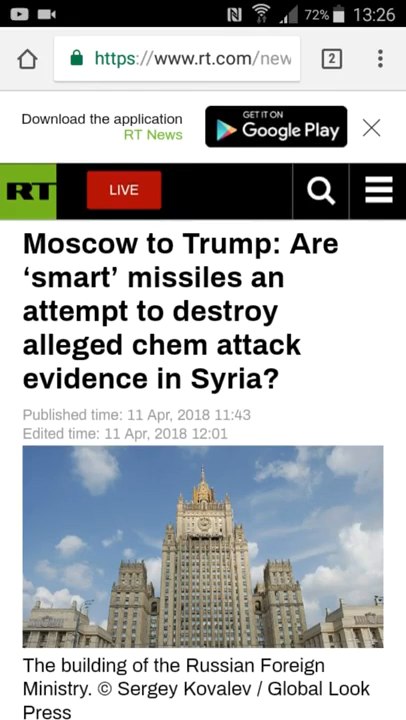 72% 13:26
https://www.rt.com/new
2
Download the application
RT News
GET IT ON
Google Play
RT
LIVE
Moscow to Trump: Are
‘smart’ missiles an
attempt to destroy
alleged chem attack
evidence in Syria?
Published time: 11 Apr, 2018 11:43
Edited time: 11 Apr, 2018 12:01
The building of the Russian Foreign
Ministry. © Sergey Kovalev / Global Look
Press